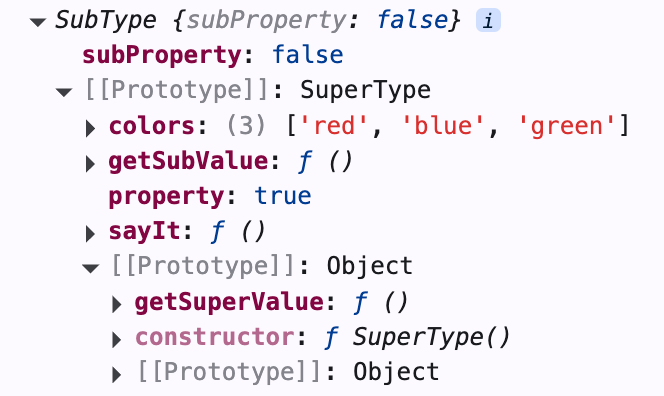 SubType {subProperty: false} i
subProperty: false
[[Prototype]]: SuperType
colors: (3) ['red', 'blue', 'green']
getSubValue: ƒ ()
property: true
sayIt: ƒ ()
[[Prototype]]: Object
getSuperValue: ƒ ()
constructor: ƒ SuperType()
[[Prototype]]: Object